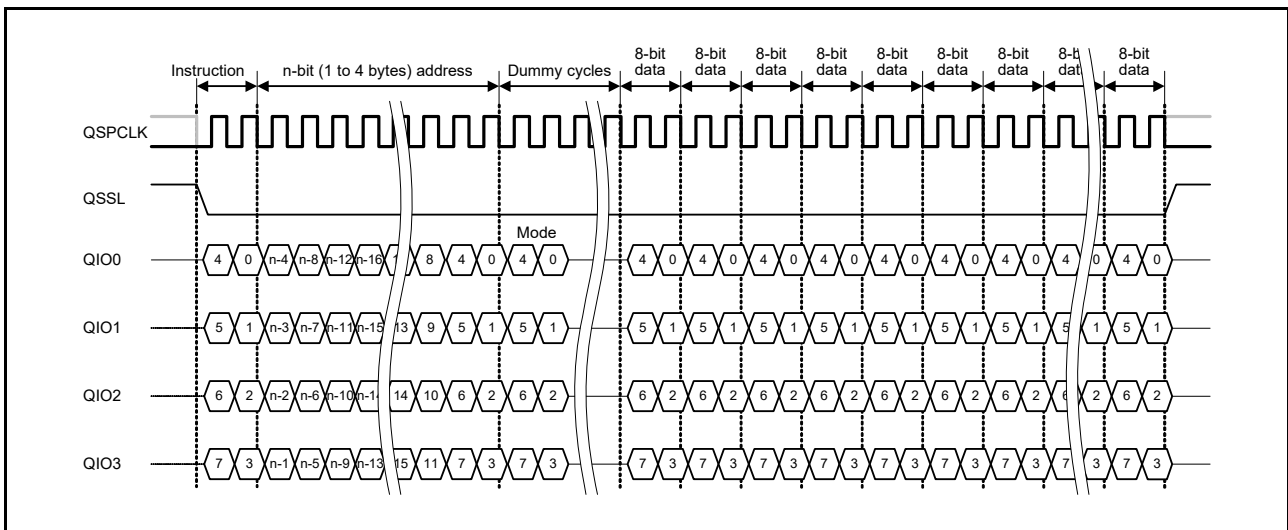 8-bit data 8-bit data 8-bit data 8-bit data 8-bit data 8-bit data 8-bit data 8-b data 8-bit data
Instruction n-bit (1 to 4 bytes) address Dummy cycles
QSPCLK
QSSL
Mode
QIO0 4 0 n-4 n-8 n-12 n-16 8 4 0 4 0 4 0 4 0 4 0 4 0 4 0 4 0 4 0 4 0 4 0
QIO1 5 1 n-3 n-7 n-11 n-15 13 9 5 1 5 1 5 1 5 1 5 1 5 1 5 1 5 1 5 1 5 1 5 1
QIO2 6 2 n-2 n-6 n-10 n-14 14 10 6 2 6 2 6 2 6 2 6 2 6 2 6 2 6 2 6 2 6 2 6 2
QIO3 7 3 n-1 n-5 n-9 n-13 15 11 7 3 7 3 7 3 7 3 7 3 7 3 7 3 7 3 7 3 7 3 7 3